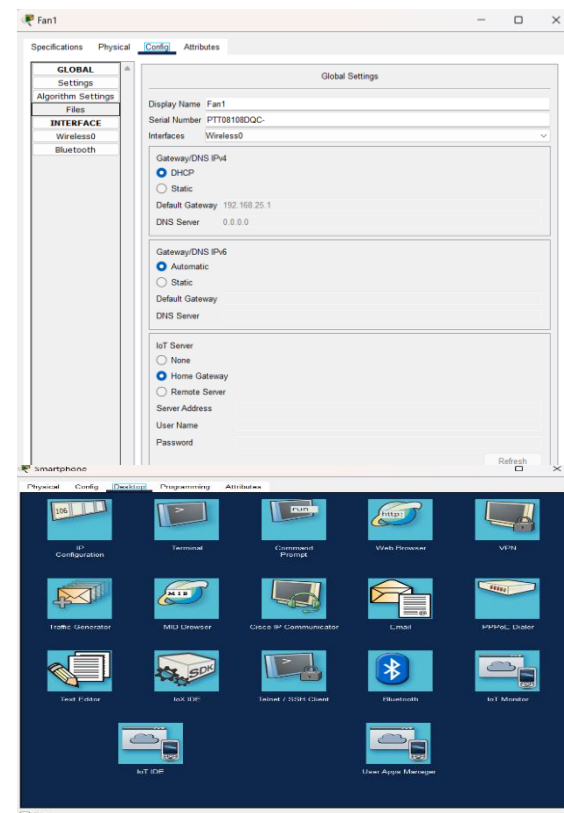 Fan1
Specifications Physical Config Attributes
GLOBAL
Settings
Algorithm Settings
Files
INTERFACE
Wireless0
Bluetooth
Global Settings
Display Name Fan1
Serial Number PTT08108DQC-
Interfaces Wireless0
Gateway/DNS IPv4
DHCP
Static
Default Gateway 192.168.25.1
DNS Server 0.0.0.0
Gateway/DNS IPv6
Automatic
Static
Default Gateway
DNS Server
IoT Server
None
Home Gateway
Remote Server
Server Address
User Name
Password
Refresh
Smartphone
Physical Config Desktop Programming Attributes
106
IP
Configuration
>
Terminal
run
Command
Prompt
http:
Web Browser
VPN
Traffic Generator
MIB
MIB Browser
Cisco IP Communicator
Email
PPPoE Dialer
Text Editor
SDK
IoX IDE
>
Telnet / SSH Client
Bluetooth
IoT Monitor
IoT IDE
User Apps Manager